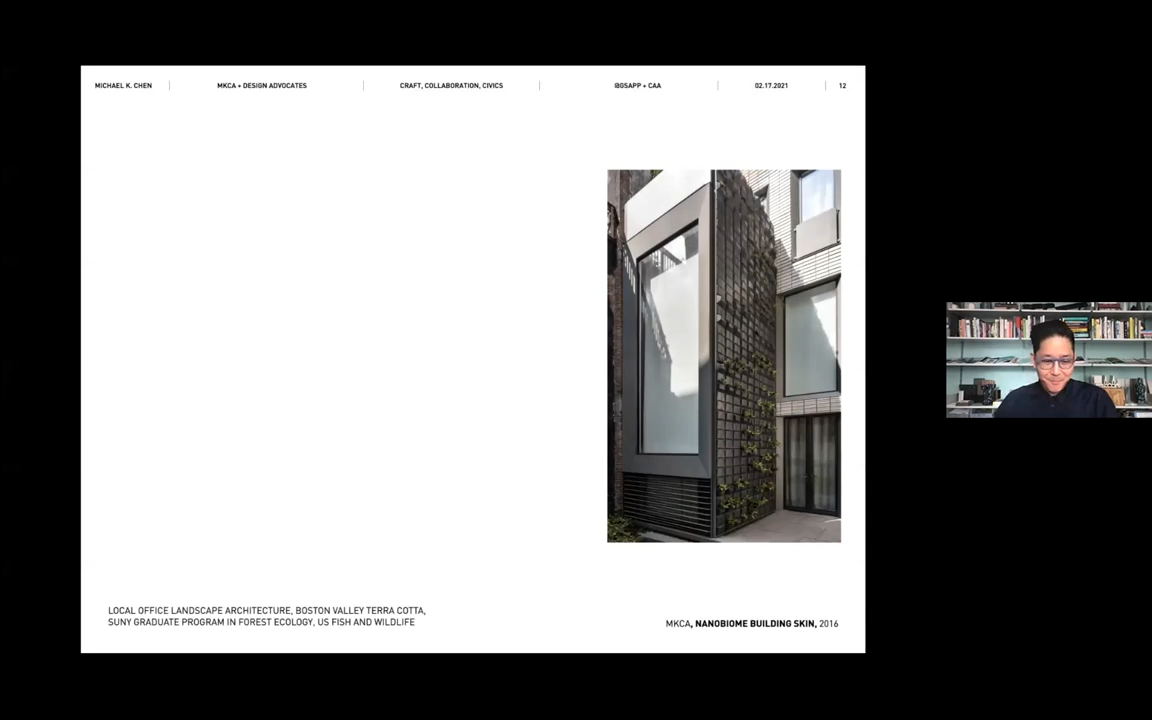 MICHAEL K. CHEN
MKCA + DESIGN ADVOCATES
CRAFT, COLLABORATION, CIVICS
@GSAPP + CAA
02.17.2021
12
LOCAL OFFICE LANDSCAPE ARCHITECTURE, BOSTON VALLEY TERRA COTTA,
SUNY GRADUATE PROGRAM IN FOREST ECOLOGY, US FISH AND WILDLIFE
MKCA, NANOBIOME BUILDING SKIN, 2016